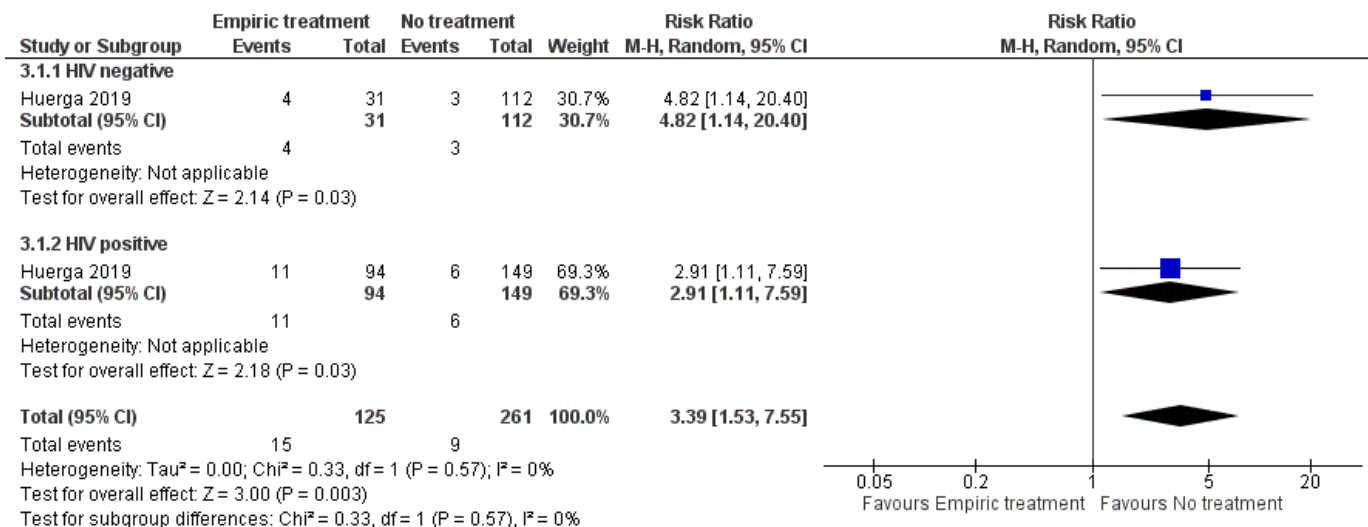 Empiric treatment No treatment Risk Ratio Risk Ratio
Study or Subgroup Events Total Events Total Weight M-H, Random, 95% CI M-H, Random, 95% CI
3.1.1 HIV negative
Huerga 2019 4 31 3 112 30.7% 4.82 [1.14, 20.40]
Subtotal (95% CI) 31 112 30.7% 4.82 [1.14, 20.40]
Total events 4 3
Heterogeneity: Not applicable
Test for overall effect: Z = 2.14 (P = 0.03)
3.1.2 HIV positive
Huerga 2019 11 94 6 149 69.3% 2.91 [1.11, 7.59]
Subtotal (95% CI) 94 149 69.3% 2.91 [1.11, 7.59]
Total events 11 6
Heterogeneity: Not applicable
Test for overall effect: Z = 2.18 (P = 0.03)
Total (95% CI) 125 261 100.0% 3.39 [1.53, 7.55]
Total events 15 9
Heterogeneity: Tau² = 0.00; Chi² = 0.33, df = 1 (P = 0.57); I² = 0%
Test for overall effect: Z = 3.00 (P = 0.003)
Test for subgroup differences: Chi² = 0.33, df = 1 (P = 0.57), I² = 0%
0.05 0.2 1 5 20
Favours Empiric treatment Favours No treatment